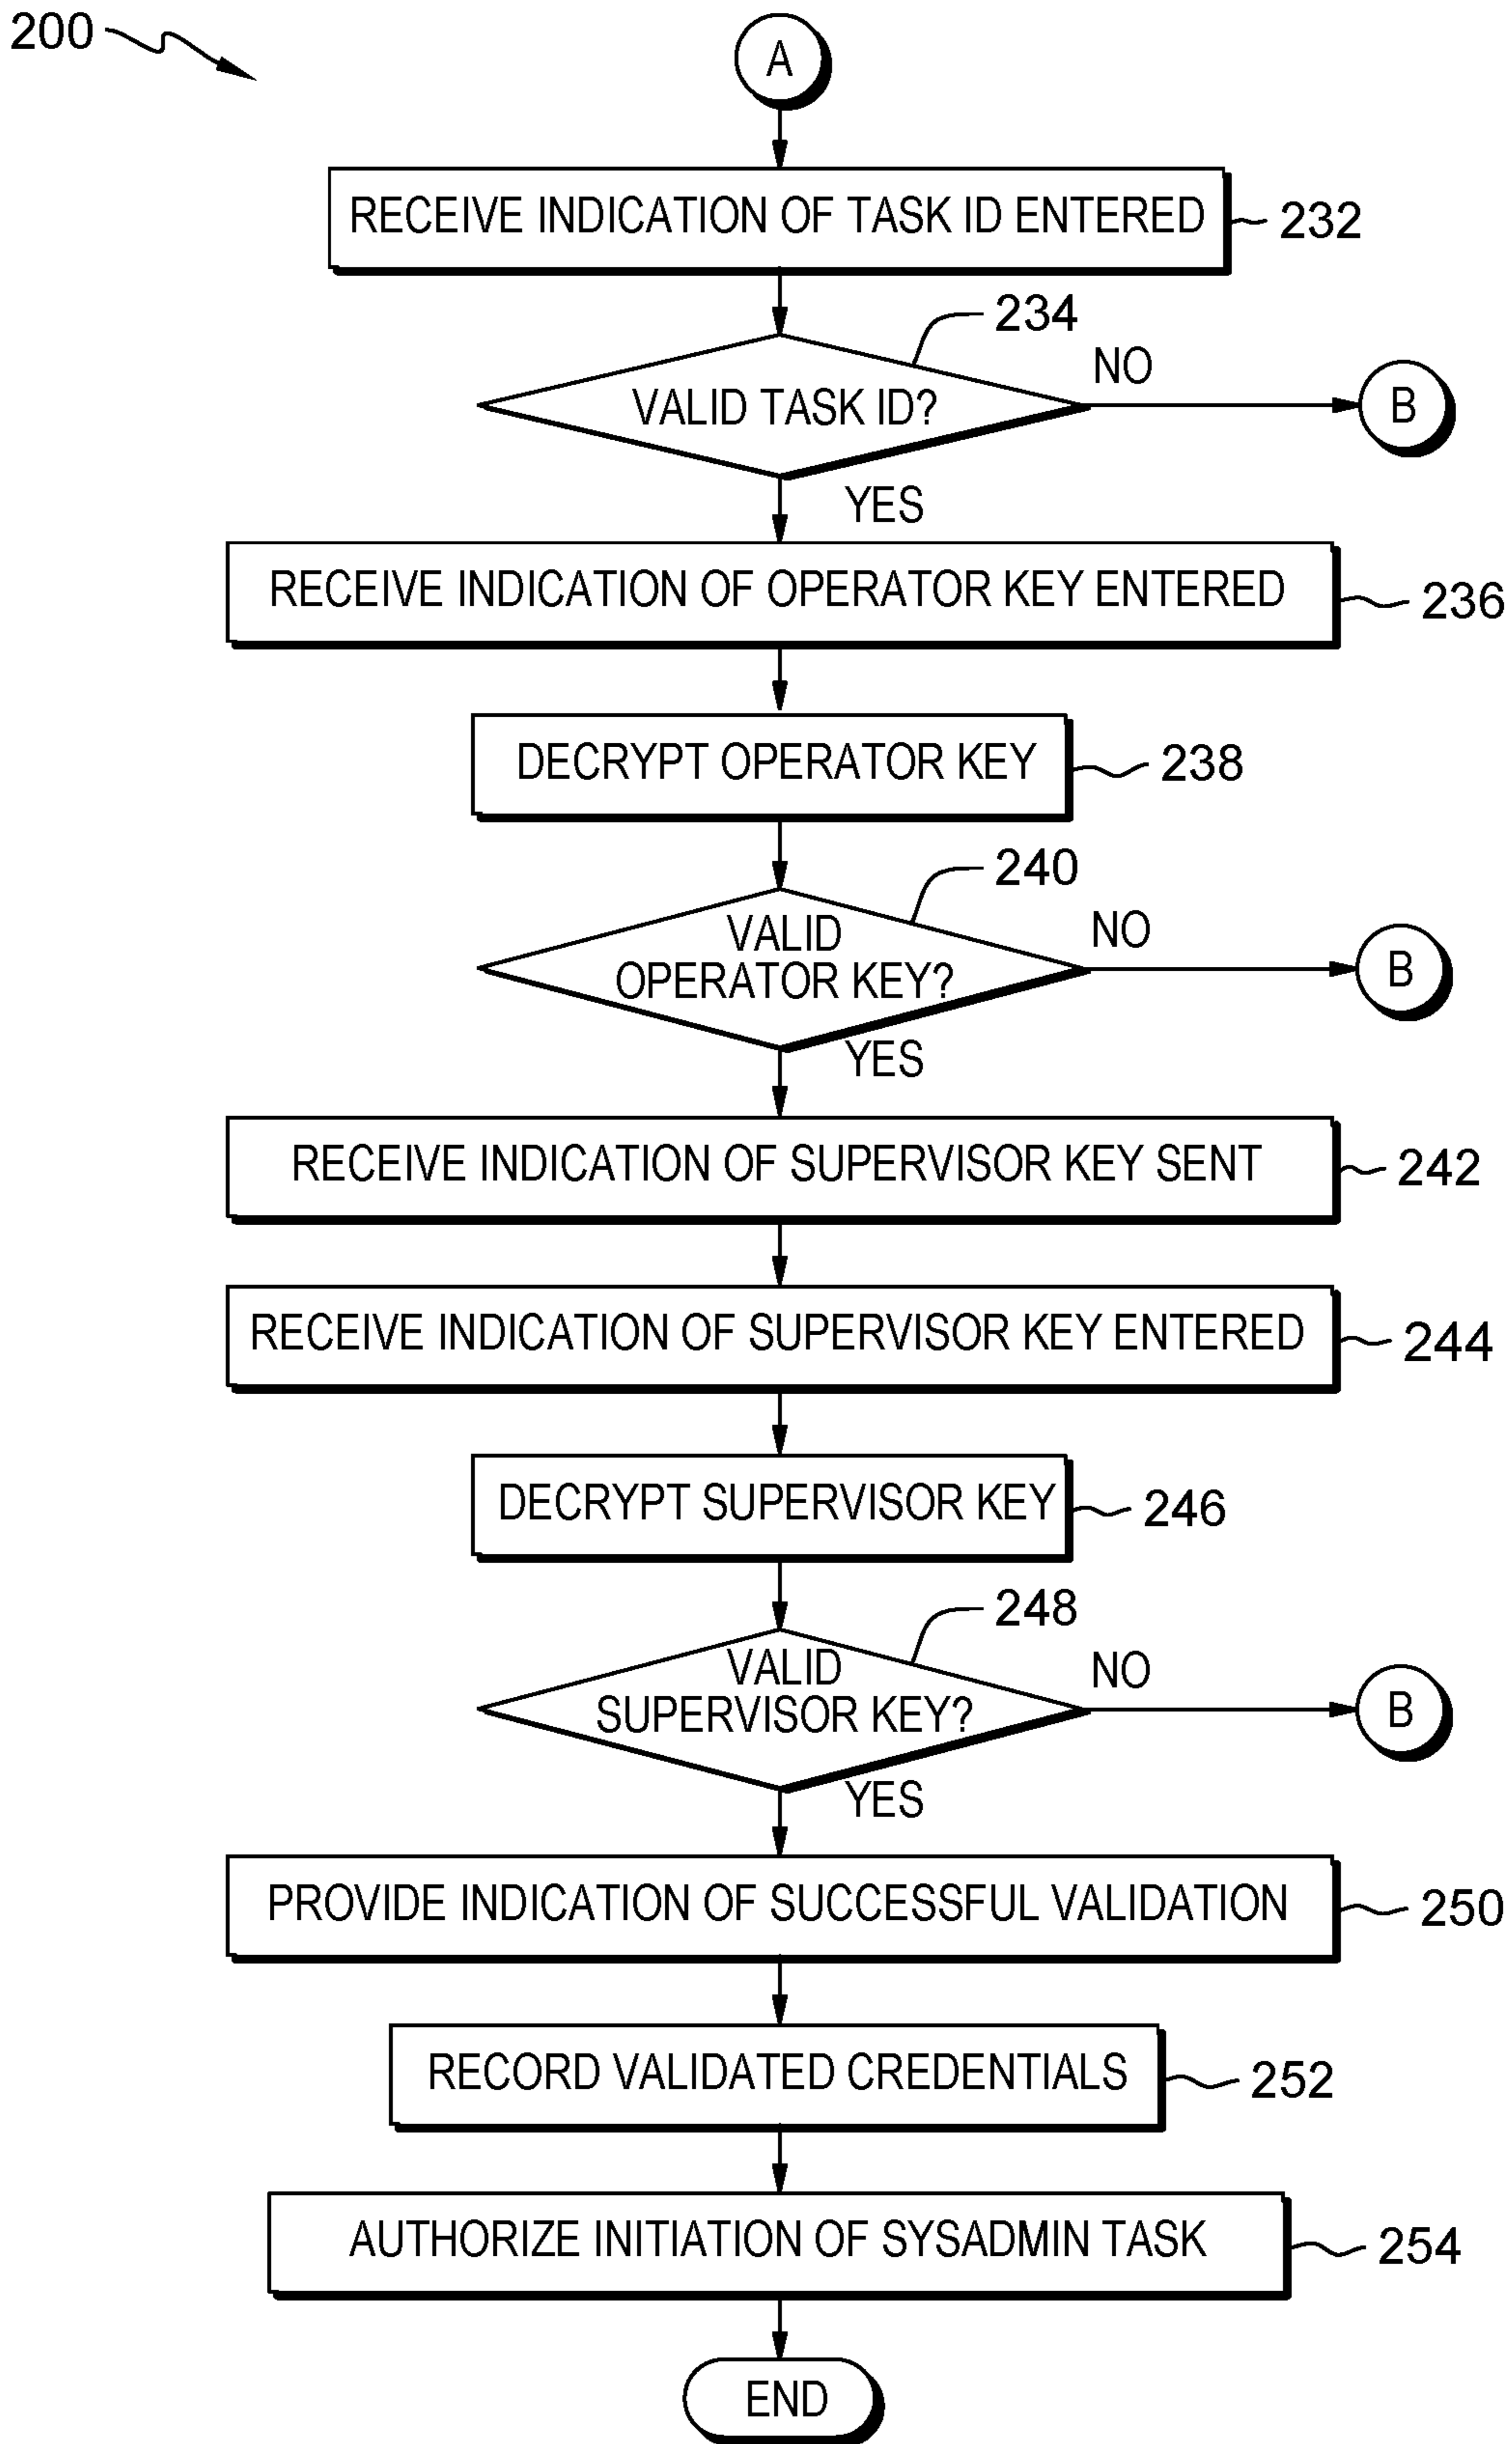 200
A
RECEIVE INDICATION OF TASK ID ENTERED
232
234
VALID TASK ID?
NO
B
YES
RECEIVE INDICATION OF OPERATOR KEY ENTERED
236
DECRYPT OPERATOR KEY
238
240
VALID
OPERATOR KEY?
NO
B
YES
RECEIVE INDICATION OF SUPERVISOR KEY SENT
242
RECEIVE INDICATION OF SUPERVISOR KEY ENTERED
244
DECRYPT SUPERVISOR KEY
246
248
VALID
SUPERVISOR KEY?
NO
B
YES
PROVIDE INDICATION OF SUCCESSFUL VALIDATION
250
RECORD VALIDATED CREDENTIALS
252
AUTHORIZE INITIATION OF SYSADMIN TASK
254
END